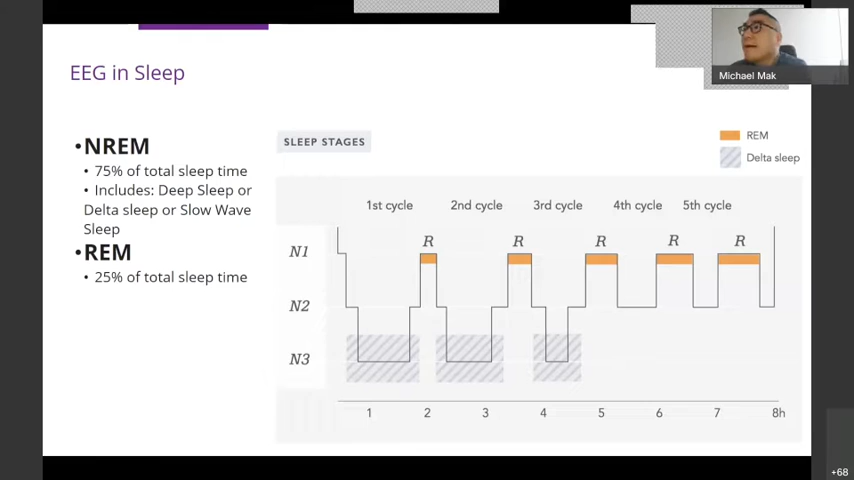 EEG in Sleep
Michael Mak
•NREM
• 75% of total sleep time
• Includes: Deep Sleep or
Delta sleep or Slow Wave
Sleep
•REM
• 25% of total sleep time
SLEEP STAGES
REM
Delta sleep
1st cycle 2nd cycle 3rd cycle 4th cycle 5th cycle
R R R R R
N1
N2
N3
1 2 3 4 5 6 7 8h
+68